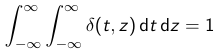 ∫_{-∞}^{∞} ∫_{-∞}^{∞} δ(t, z) dt dz = 1